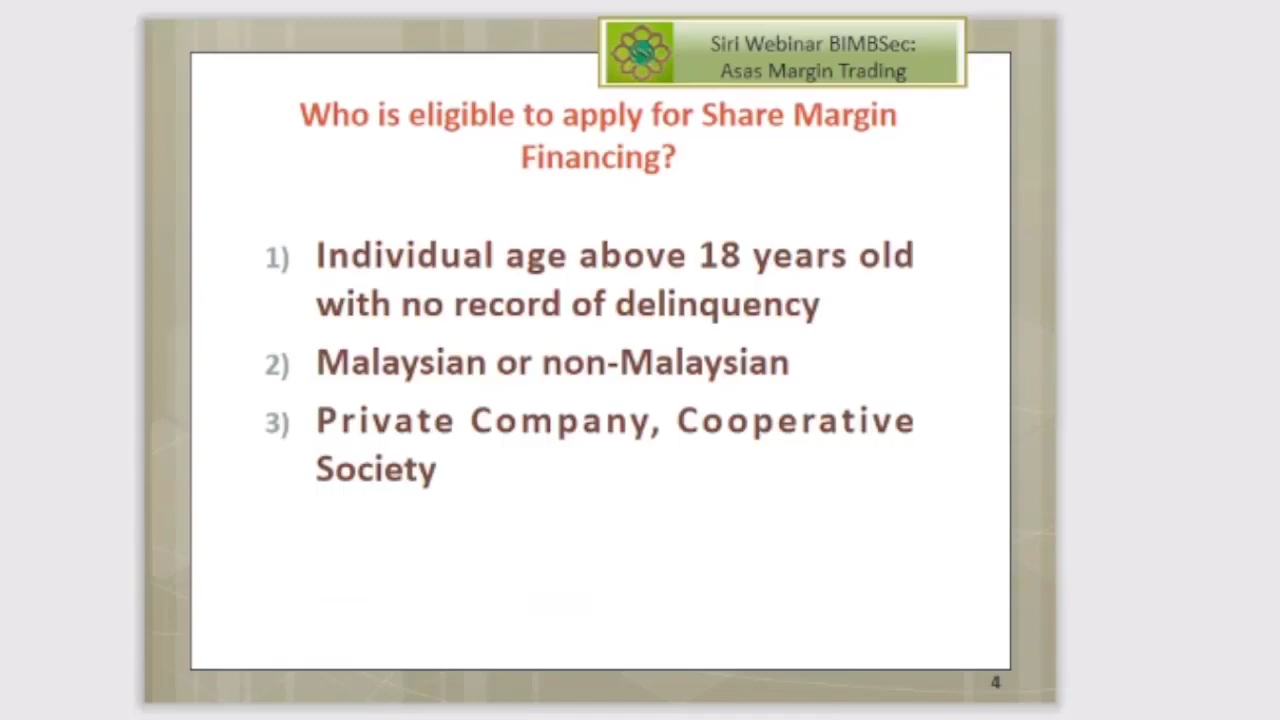 Siri Webinar BIMBSec:
Asas Margin Trading
Who is eligible to apply for Share Margin
Financing?
1) Individual age above 18 years old
with no record of delinquency
2) Malaysian or non-Malaysian
3) Private Company, Cooperative
Society
4